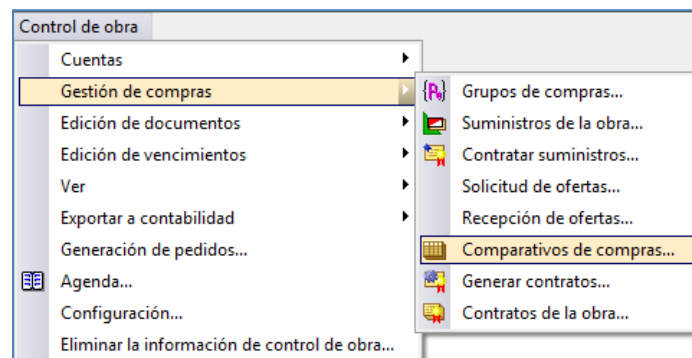 Control de obra
Cuentas
Gestión de compras
Edición de documentos
Edición de vencimientos
Ver
Exportar a contabilidad
Generación de pedidos...
Agenda...
Configuración...
Eliminar la información de control de obra...
Grupos de compras...
Suministros de la obra...
Contratar suministros...
Solicitud de ofertas...
Recepción de ofertas...
Comparativos de compras...
Generar contratos...
Contratos de la obra...